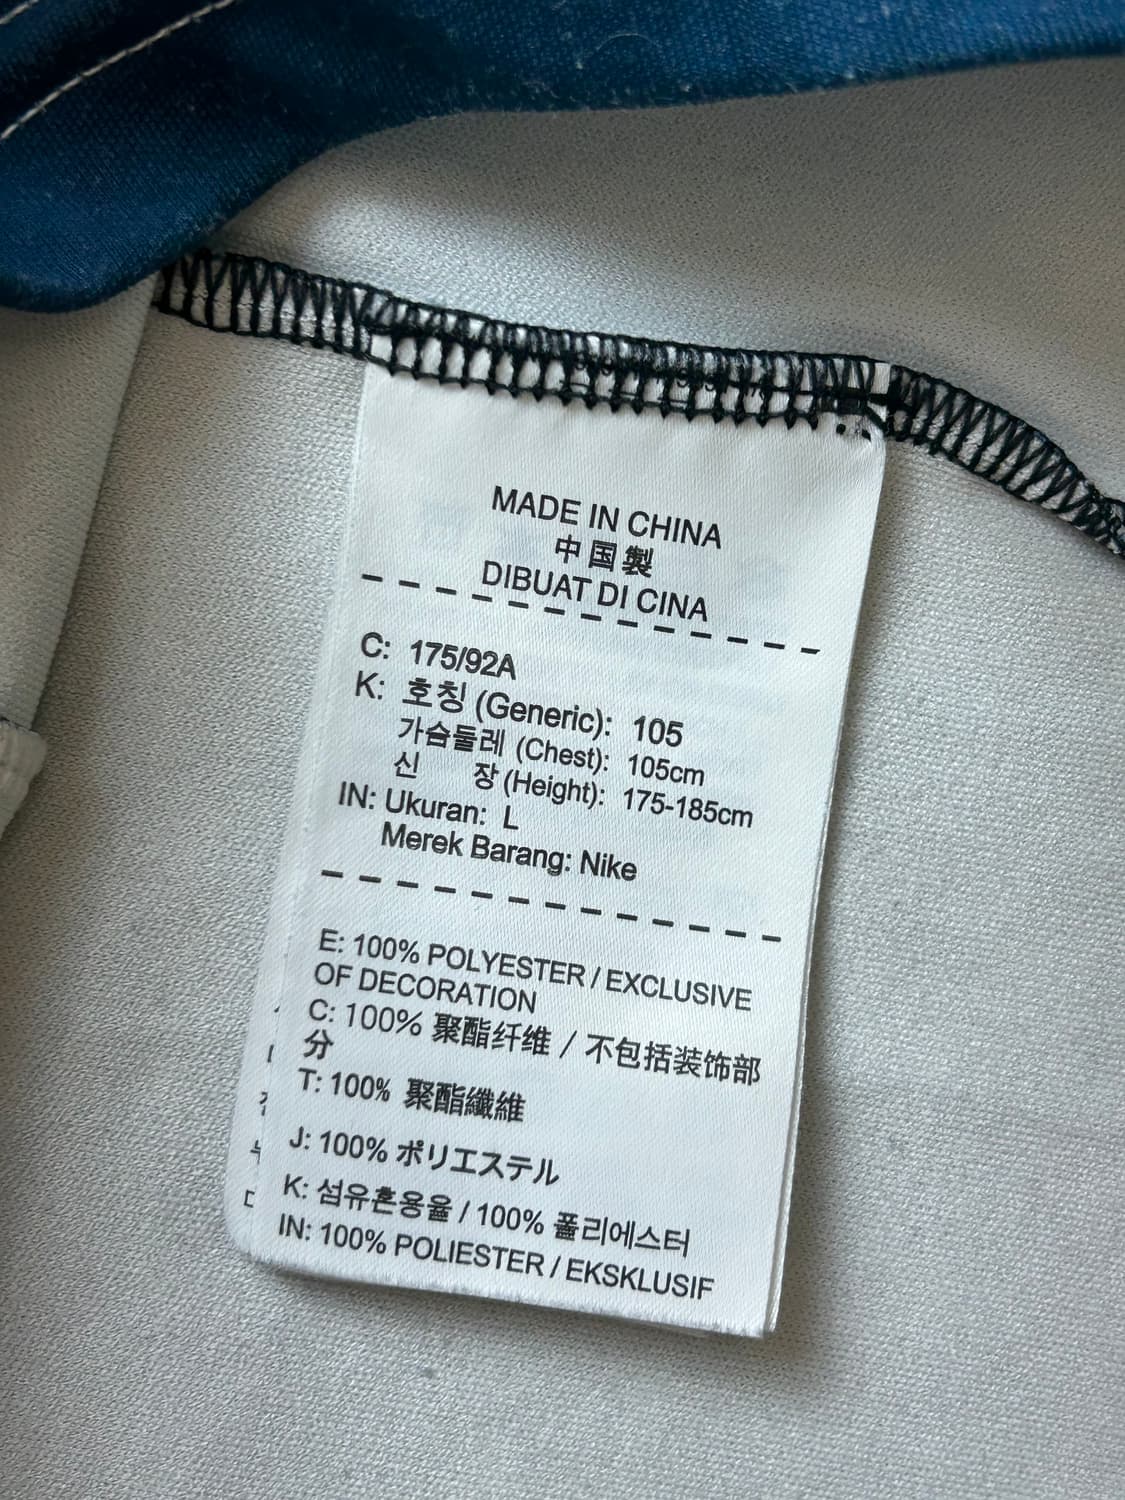 MADE IN CHINA
中国製
DIBUAT DI CINA
C: 175/92A
K: 호칭 (Generic): 105
가슴둘레 (Chest): 105cm
신 장 (Height): 175-185cm
IN: Ukuran: L
Merek Barang: Nike
E: 100% POLYESTER / EXCLUSIVE
OF DECORATION
C: 100% 聚酯纤维 / 不包括装饰部
分
T: 100% 聚酯纖維
J: 100% ポリエステル
K: 섬유혼용율 / 100% 폴리에스터
IN: 100% POLIESTER / EKSKLUSIF